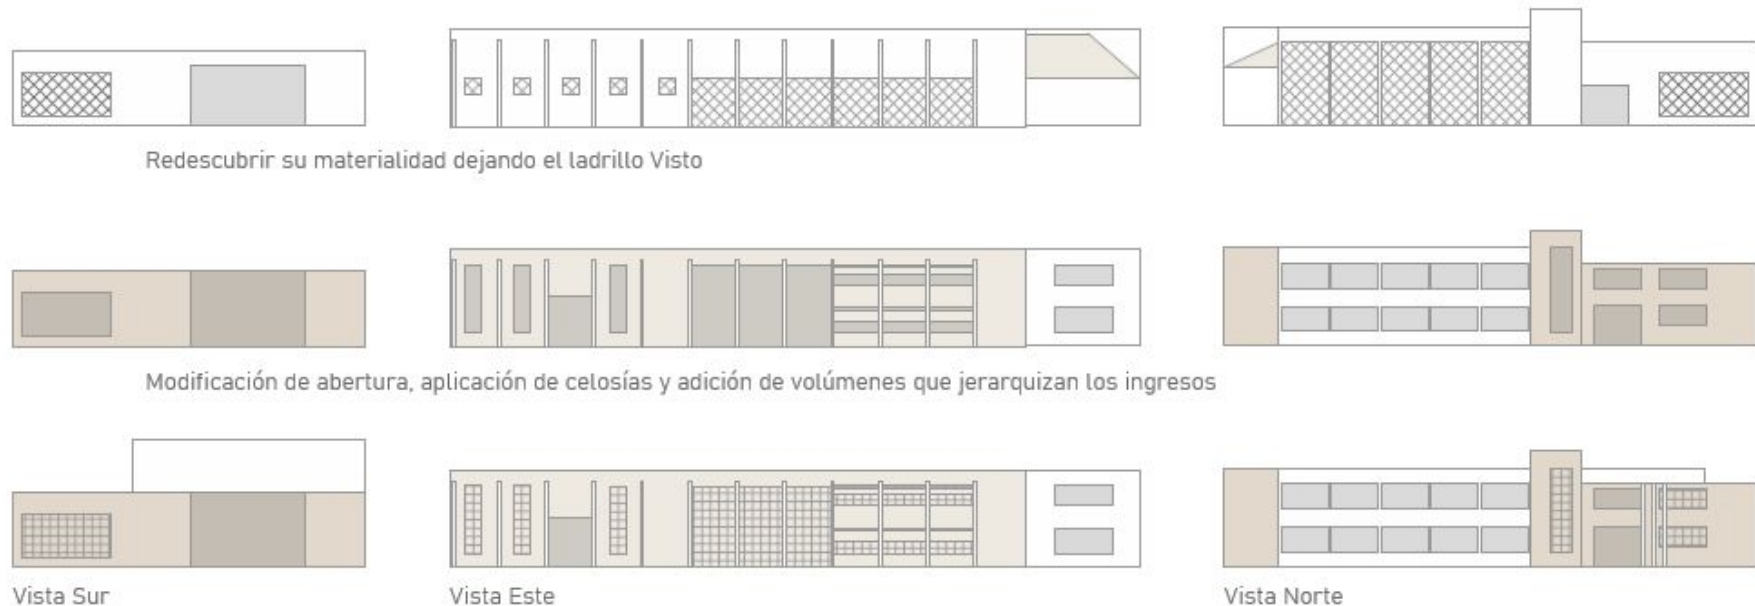 Redescubrir su materialidad dejando el ladrillo Visto
Modificación de abertura, aplicación de celosías y adición de volúmenes que jerarquizan los ingresos
Vista Sur
Vista Este
Vista Norte